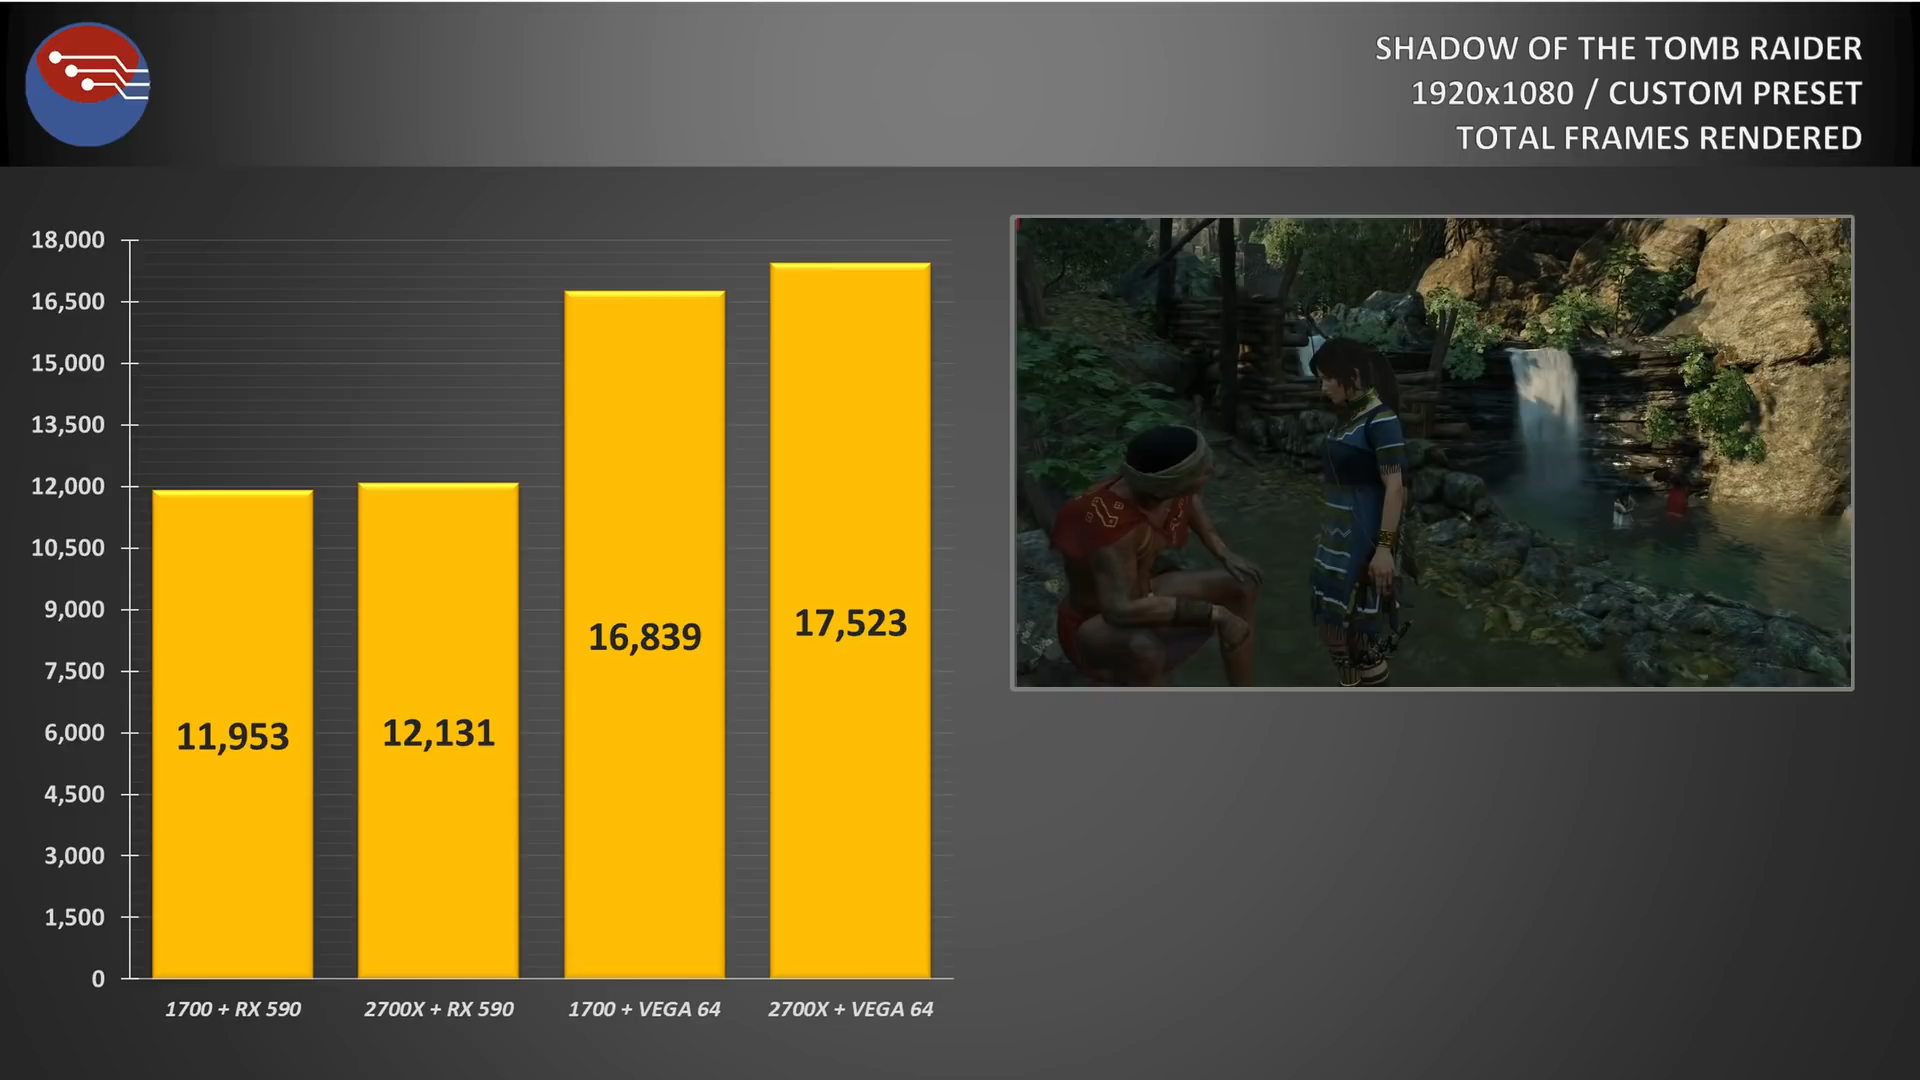 SHADOW OF THE TOMB RAIDER
1920x1080 / CUSTOM PRESET
TOTAL FRAMES RENDERED
18,000
16,500
15,000
13,500
12,000
10,500
9,000
7,500
6,000
4,500
3,000
1,500
0
11,953
12,131
16,839
17,523
1700 + RX 590
2700X + RX 590
1700 + VEGA 64
2700X + VEGA 64